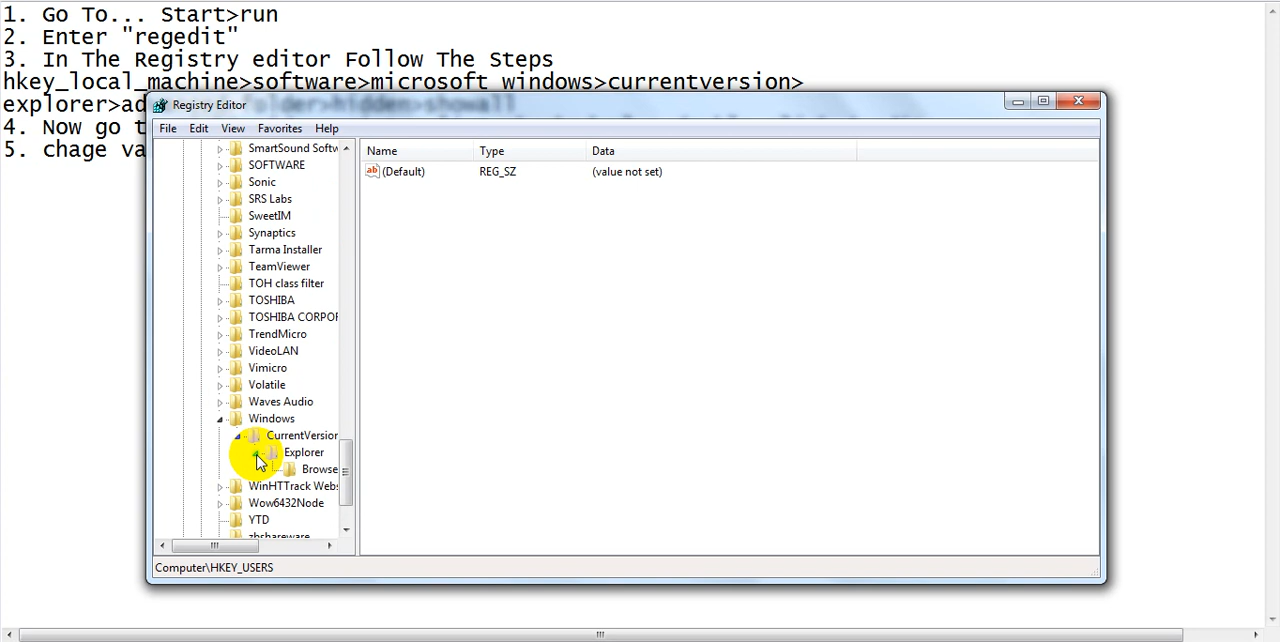 1. Go To... Start>run
2. Enter "regedit"
3. In The Registry editor Follow The Steps
hkey_local_machine>software>microsoft windows>currentversion>
explorer>ad folder>hidden>showall
4. Now go t
5. chage va
Registry Editor
File Edit View Favorites Help
Name Type Data
(Default) REG_SZ (value not set)
SmartSound Softw
SOFTWARE
Sonic
SRS Labs
SweetIM
Synaptics
Tarma Installer
TeamViewer
TOH class filter
TOSHIBA
TOSHIBA CORPOR
TrendMicro
VideoLAN
Vimicro
Volatile
Waves Audio
Windows
CurrentVersion
Explorer
Browse
WinHTTrack Webs
Wow6432Node
YTD
zbshareware
Computer\HKEY_USERS